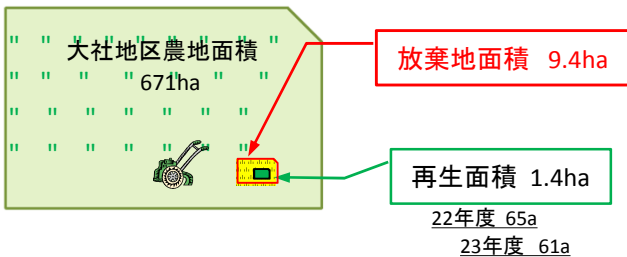 大社地区農地面積
671ha
放棄地面積 9.4ha
再生面積 1.4ha
22年度 65a
23年度 61a